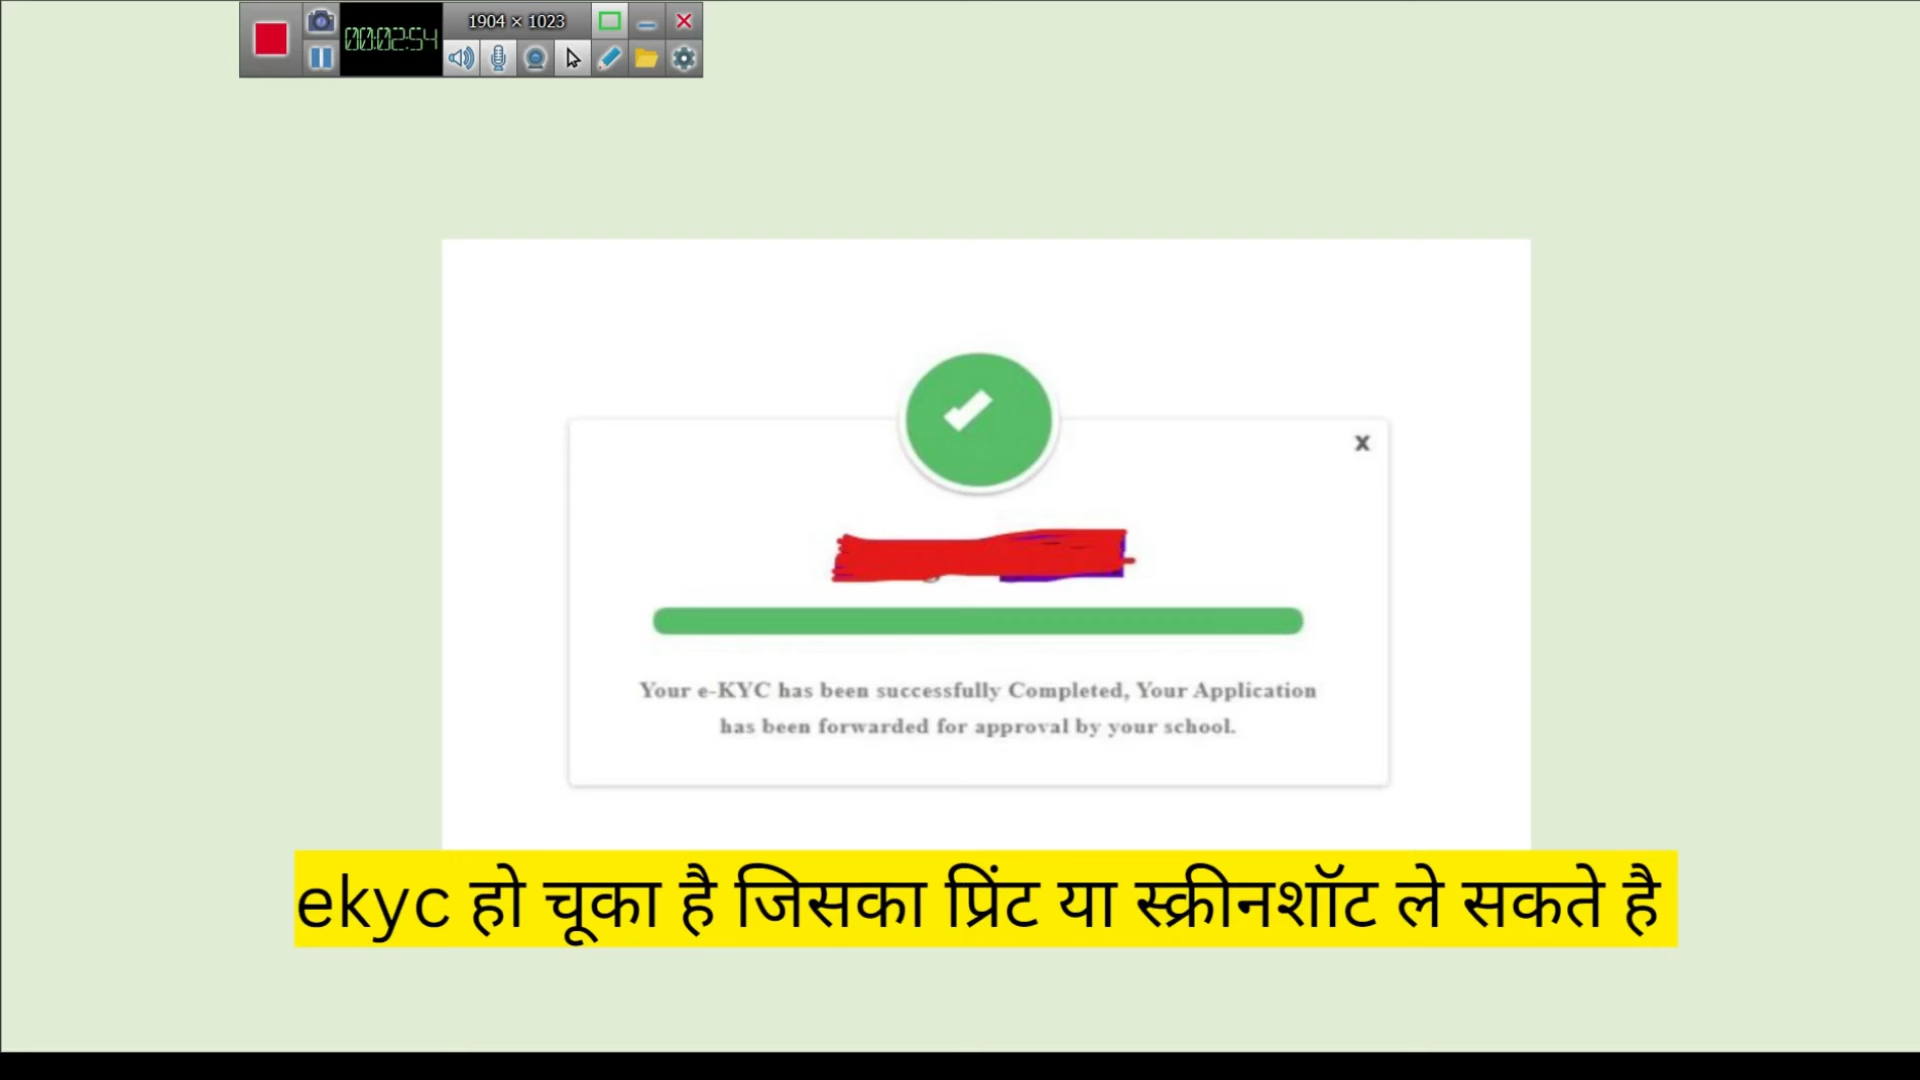 00:02:54
1904 × 1023
x
Your e-KYC has been successfully Completed, Your Application
has been forwarded for approval by your school.
ekyc हो चूका है जिसका प्रिंट या स्क्रीनशॉट ले सकते है